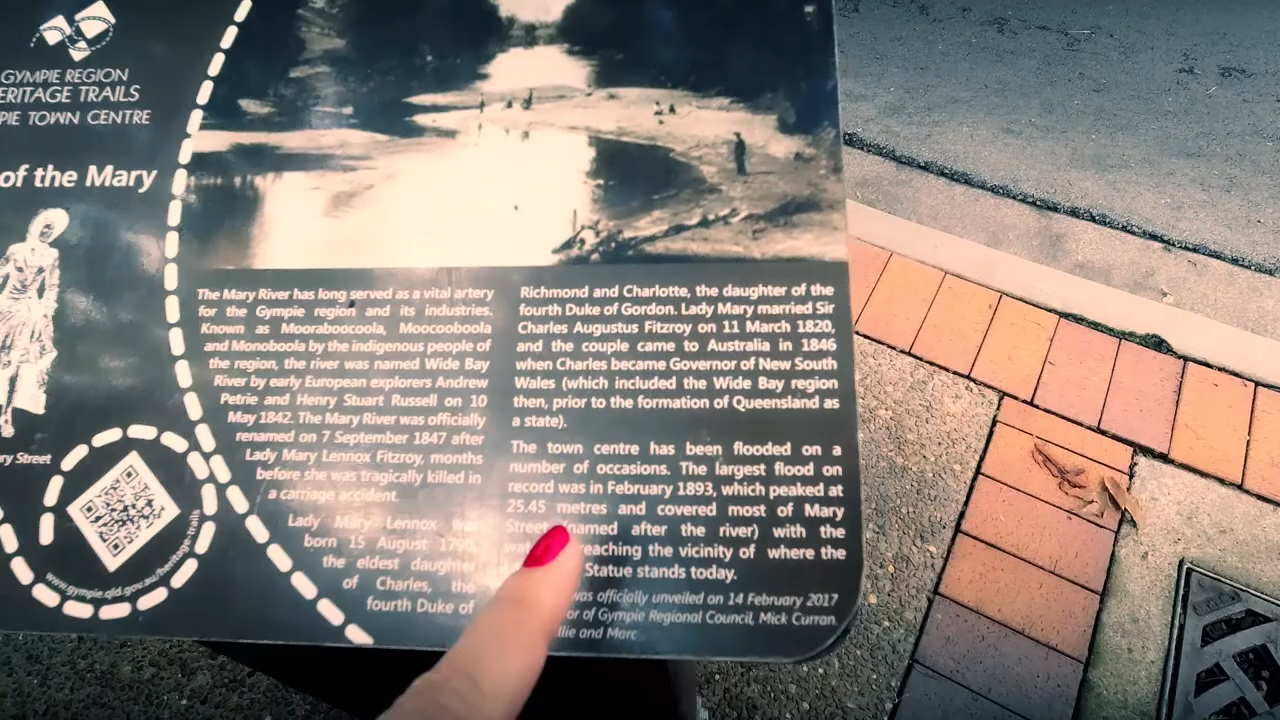 GYMPIE REGION
ERITAGE TRAILS
PIE TOWN CENTRE
of the Mary
ry Street
www.gympie.qld.gov.au/heritage-trails
The Mary River has long served as a vital artery
for the Gympie region and its industries.
Known as Mooraboocoola, Moocooboola
and Monoboola by the indigenous people of
the region, the river was named Wide Bay
River by early European explorers Andrew
Petrie and Henry Stuart Russell on 10
May 1842. The Mary River was officially
renamed on 7 September 1847 after
Lady Mary Lennox Fitzroy, months
before she was tragically killed in
a carriage accident.
Lady Mary Lennox was
born 15 August 1790,
the eldest daughter
of Charles, the
fourth Duke of
Richmond and Charlotte, the daughter of the
fourth Duke of Gordon. Lady Mary married Sir
Charles Augustus Fitzroy on 11 March 1820,
and the couple came to Australia in 1846
when Charles became Governor of New South
Wales (which included the Wide Bay region
then, prior to the formation of Queensland as
a state).
The town centre has been flooded on a
number of occasions. The largest flood on
record was in February 1893, which peaked at
25.45 metres and covered most of Mary
Street (named after the river) with the
reaching the vicinity of where the
Statue stands today.
was officially unveiled on 14 February 2017
or of Gympie Regional Council, Mick Curran.
llie and Marc